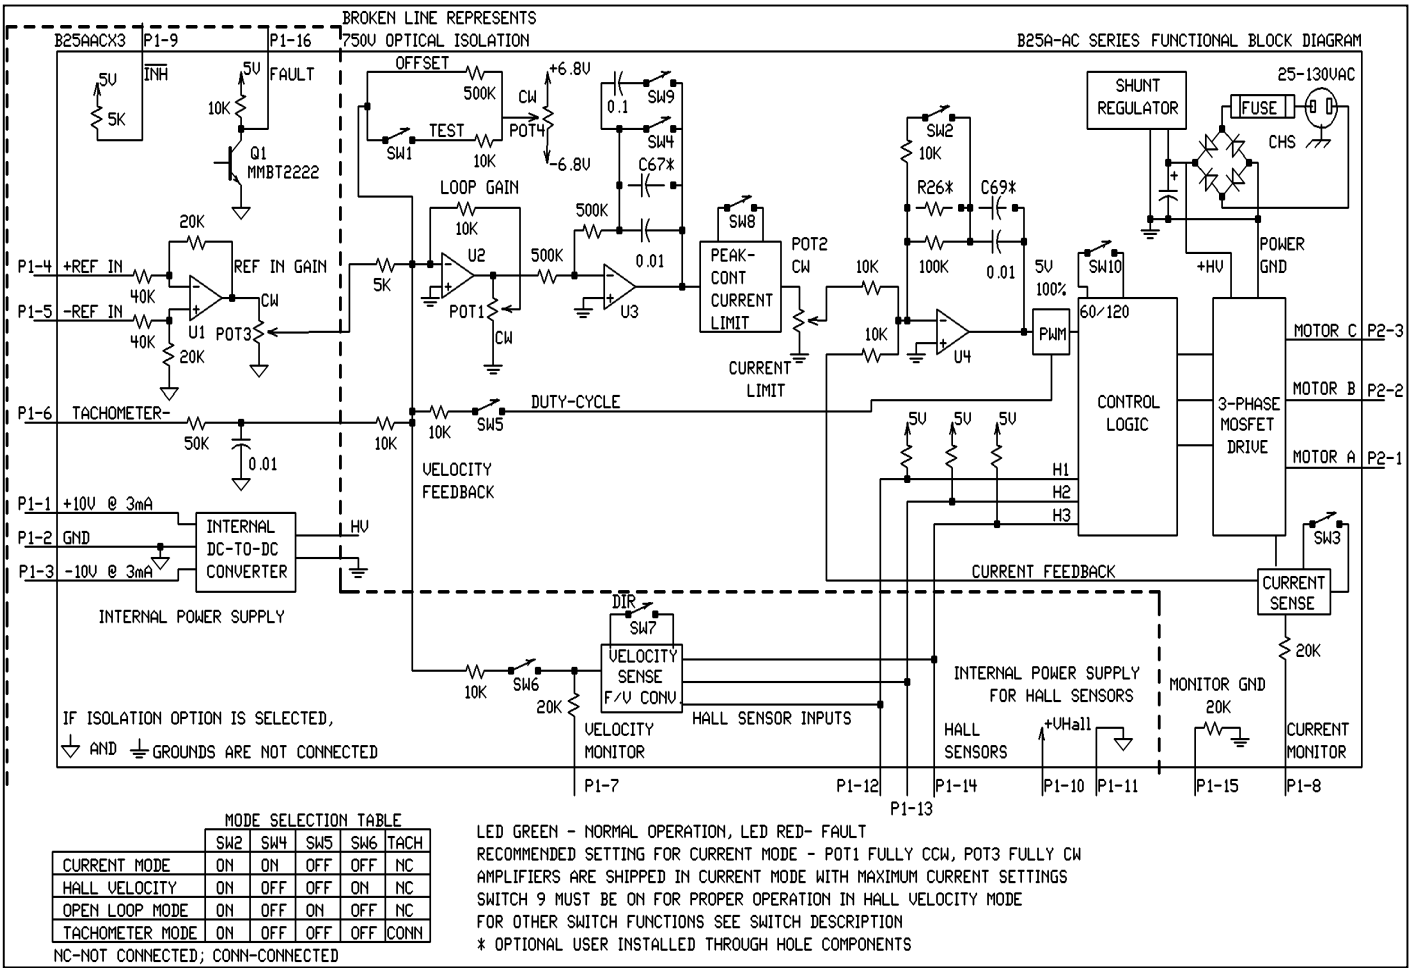 BROKEN LINE REPRESENTS
750V OPTICAL ISOLATION
B25AACX3
P1-9
P1-16
B25A-AC SERIES FUNCTIONAL BLOCK DIAGRAM
5V
INH
5K
5V
FAULT
10K
Q1
MMBT2222
OFFSET
500K
CW
POT4
+6.8V
-6.8V
SW1
TEST
10K
0.1
SW9
SW4
C67*
0.01
500K
LOOP GAIN
10K
U2
5K
500K
POT1
CW
U3
SW8
PEAK-
CONT
CURRENT
LIMIT
POT2
CW
CURRENT
LIMIT
SW2
10K
R26*
C69*
100K
0.01
10K
10K
U4
5V
100%
PWM
SHUNT
REGULATOR
25-130VAC
FUSE
CHS
+
POWER
GND
+HV
SW10
60/120
CONTROL
LOGIC
3-PHASE
MOSFET
DRIVE
MOTOR C P2-3
MOTOR B P2-2
MOTOR A P2-1
20K
P1-4 +REF IN
40K
REF IN GAIN
CW
P1-5 -REF IN
40K
U1
POT3
20K
P1-6 TACHOMETER-
50K
0.01
10K
10K
SW5
DUTY-CYCLE
VELOCITY
FEEDBACK
5V
5V
5V
H1
H2
H3
P1-1 +10V @ 3mA
P1-2 GND
P1-3 -10V @ 3mA
INTERNAL
DC-TO-DC
CONVERTER
HV
INTERNAL POWER SUPPLY
CURRENT FEEDBACK
SW3
CURRENT
SENSE
20K
DIR
SW7
VELOCITY
SENSE
F/V CONV.
10K
SW6
20K
VELOCITY
MONITOR
HALL SENSOR INPUTS
INTERNAL POWER SUPPLY
FOR HALL SENSORS
HALL
SENSORS
+VHall
MONITOR GND
20K
CURRENT
MONITOR
IF ISOLATION OPTION IS SELECTED,
AND GROUNDS ARE NOT CONNECTED
P1-7
P1-12
P1-13
P1-14
P1-10
P1-11
P1-15
P1-8
MODE SELECTION TABLE
SW2 SW4 SW5 SW6 TACH
CURRENT MODE ON ON OFF OFF NC
HALL VELOCITY ON OFF OFF ON NC
OPEN LOOP MODE ON OFF ON OFF NC
TACHOMETER MODE ON OFF OFF OFF CONN
NC-NOT CONNECTED; CONN-CONNECTED
LED GREEN - NORMAL OPERATION, LED RED- FAULT
RECOMMENDED SETTING FOR CURRENT MODE - POT1 FULLY CCW, POT3 FULLY CW
AMPLIFIERS ARE SHIPPED IN CURRENT MODE WITH MAXIMUM CURRENT SETTINGS
SWITCH 9 MUST BE ON FOR PROPER OPERATION IN HALL VELOCITY MODE
FOR OTHER SWITCH FUNCTIONS SEE SWITCH DESCRIPTION
* OPTIONAL USER INSTALLED THROUGH HOLE COMPONENTS